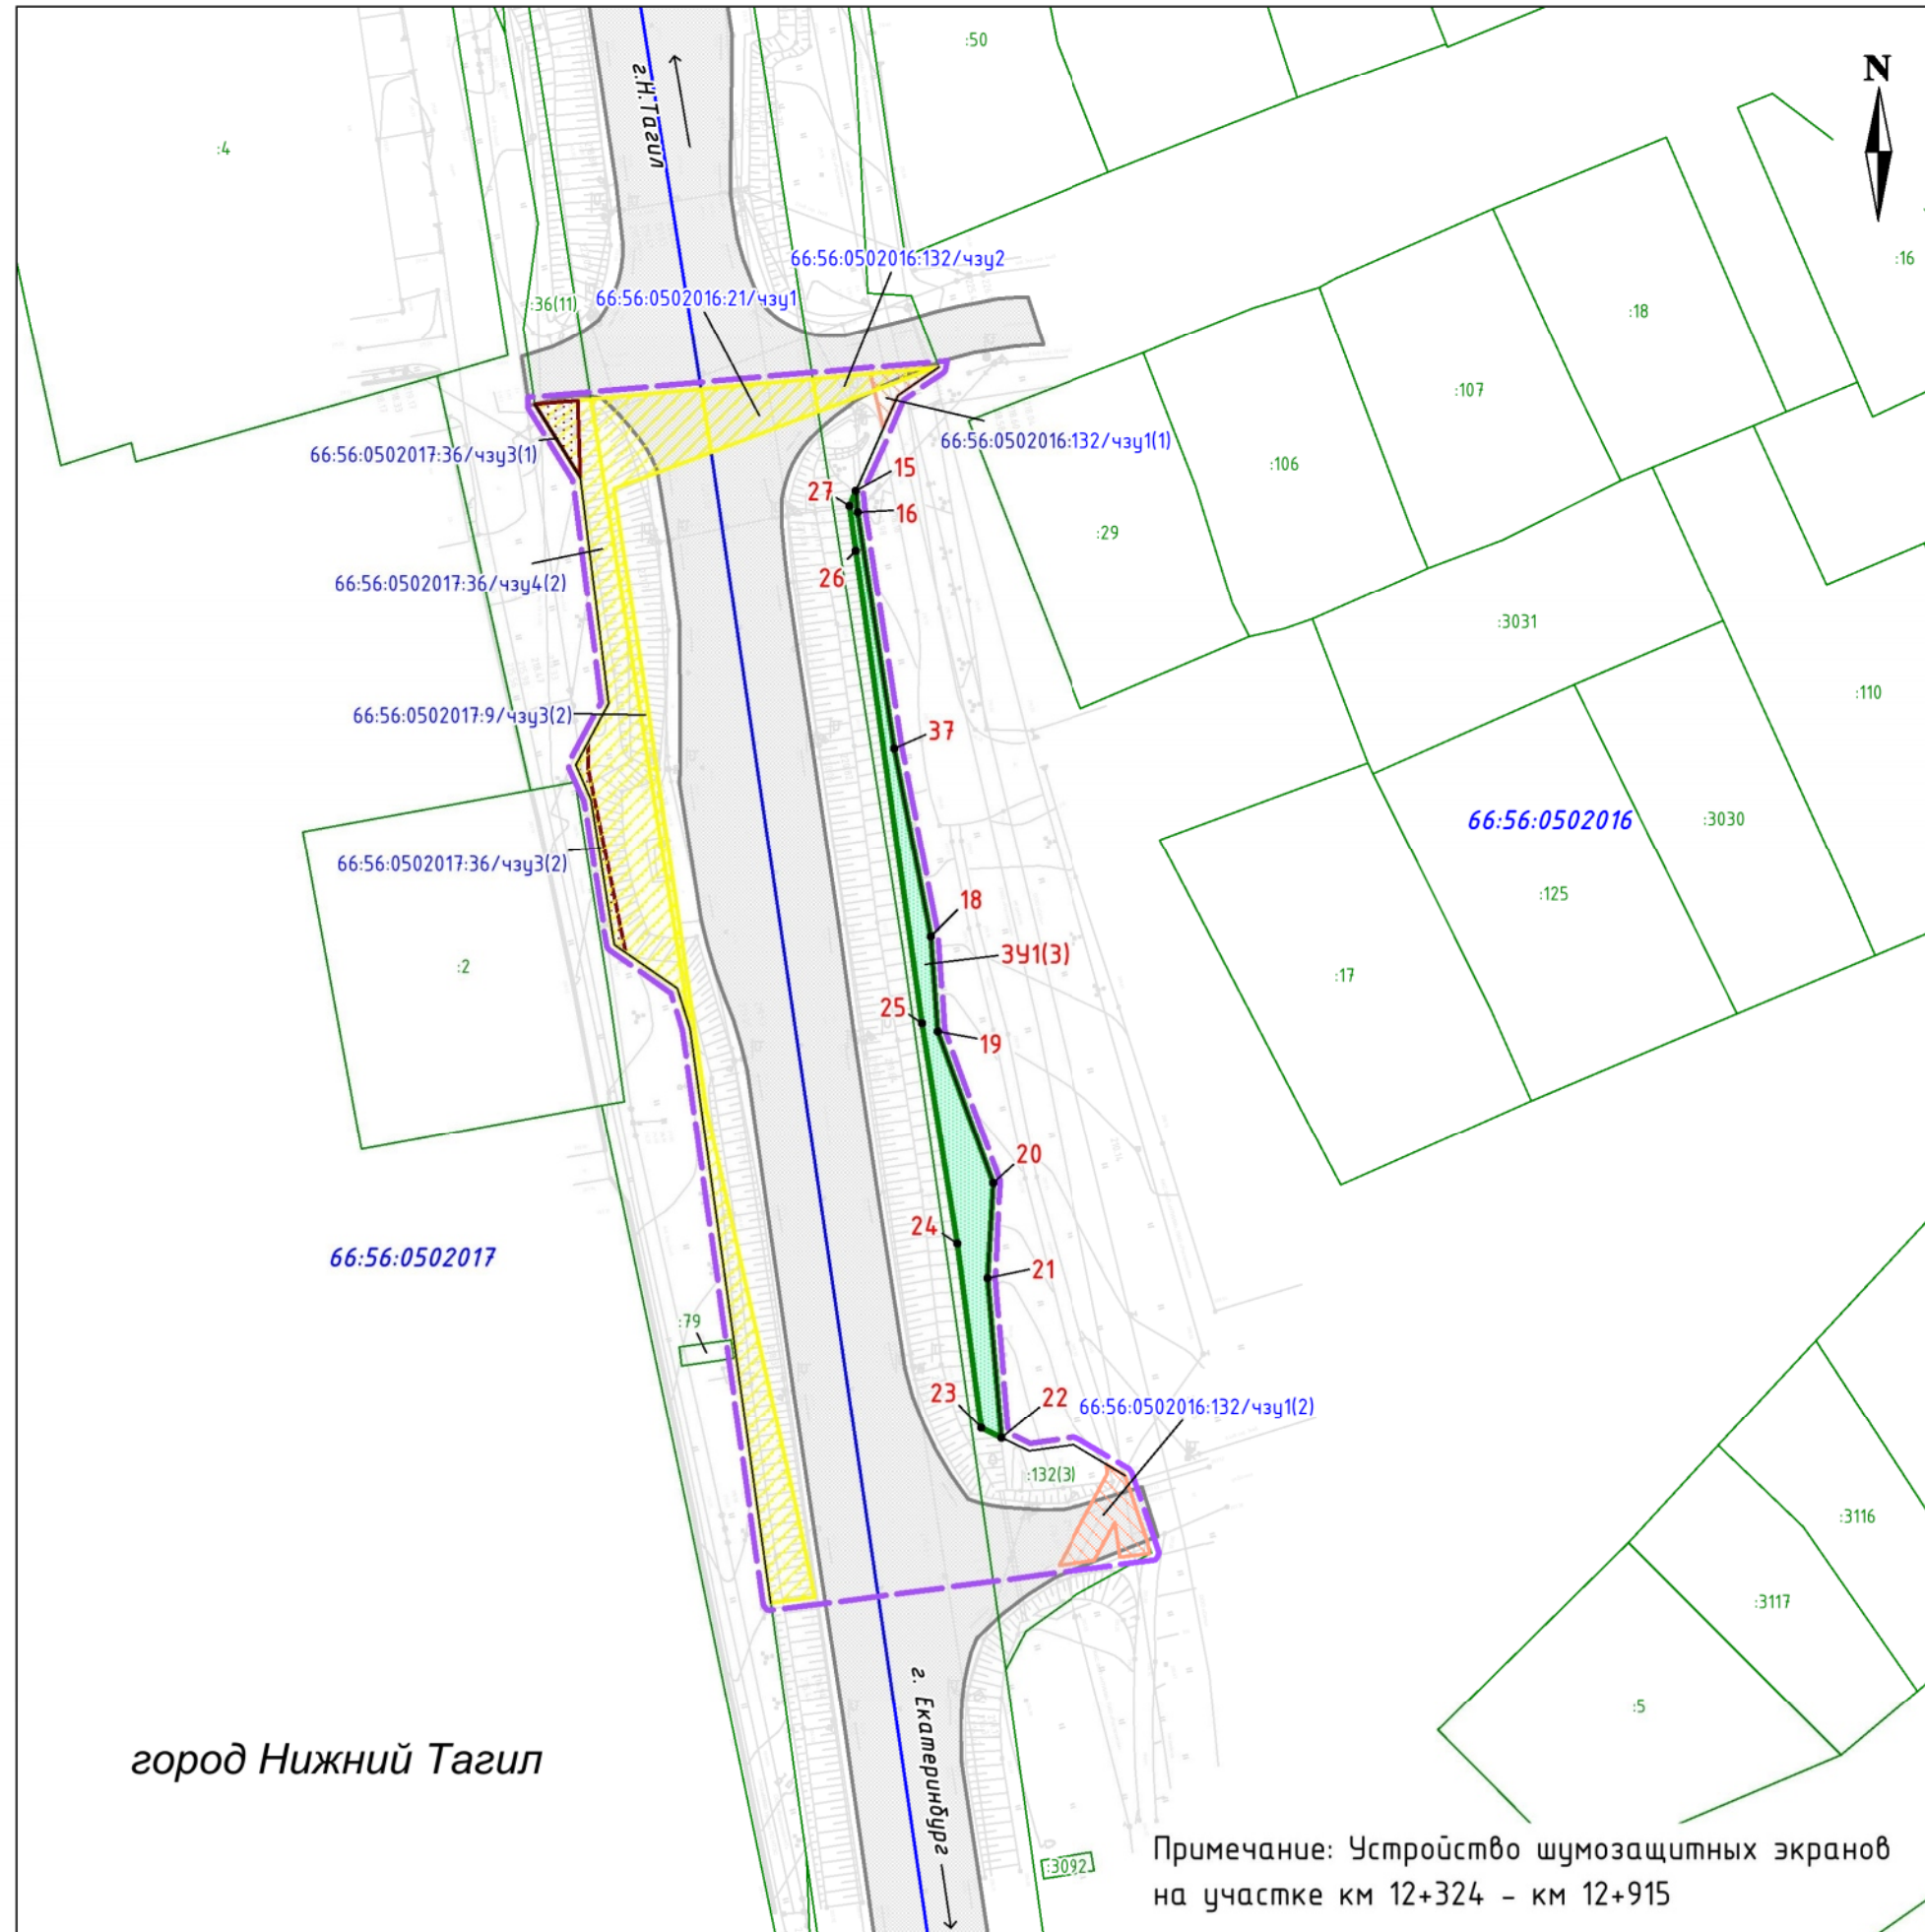 :50
N
г.Н.Тагил
:4
:16
66:56:0502016:132/чзу2
:36(11)
66:56:0502016:21/чзу1
:18
:107
66:56:0502017:36/чзу3(1)
66:56:0502016:132/чзу1(1)
:106
15
27
16
:29
26
66:56:0502017:36/чзу4(2)
:3031
:110
66:56:0502017:9/чзу3(2)
37
66:56:0502016
:3030
66:56:0502017:36/чзу3(2)
:125
18
ЗУ1(3)
:2
:17
25
19
20
24
66:56:0502017
21
:79
23
22
66:56:0502016:132/чзу1(2)
:132(3)
:3116
:3117
:5
г. Екатеринбург
город Нижний Тагил
Примечание: Устройство шумозащитных экранов
на участке км 12+324 - км 12+915
:3092